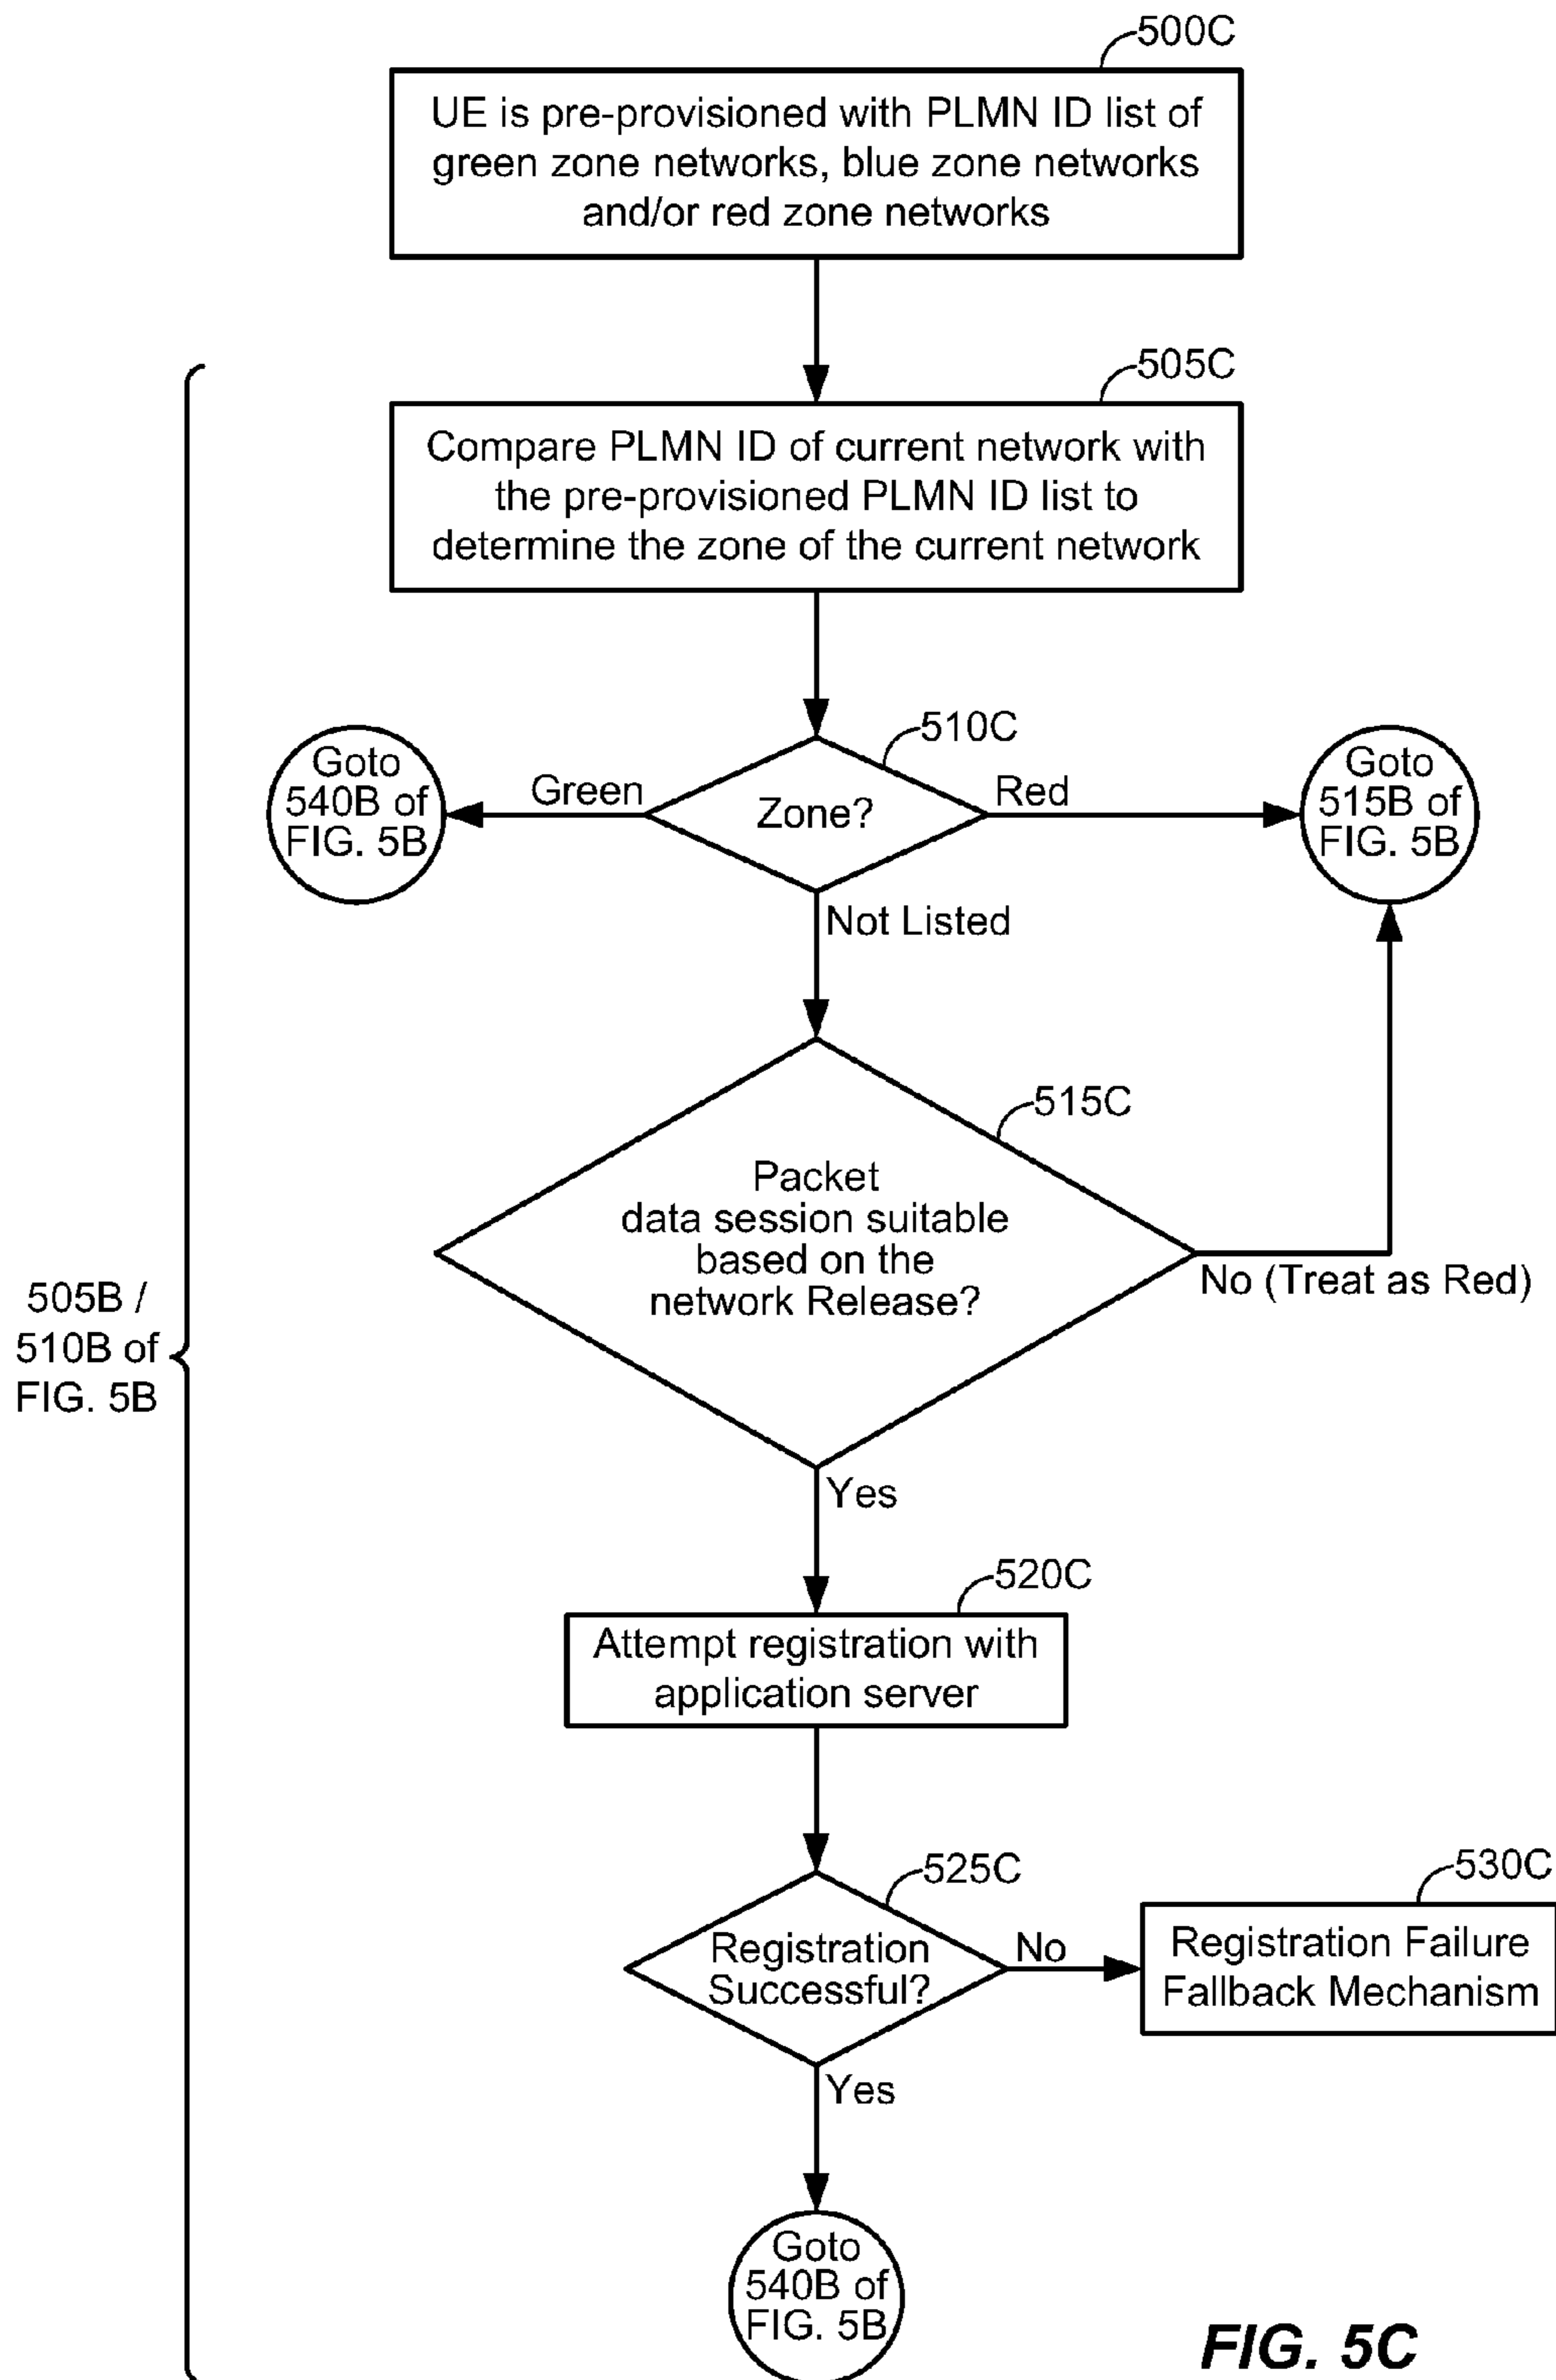 500C
UE is pre-provisioned with PLMN ID list of
green zone networks, blue zone networks
and/or red zone networks
505C
Compare PLMN ID of current network with
the pre-provisioned PLMN ID list to
determine the zone of the current network
510C
Goto
540B of
FIG. 5B
Green
Zone?
Red
Goto
515B of
FIG. 5B
Not Listed
515C
Packet
data session suitable
based on the
network Release?
No (Treat as Red)
505B /
510B of
FIG. 5B
Yes
520C
Attempt registration with
application server
525C
Registration
Successful?
No
530C
Registration Failure
Fallback Mechanism
Yes
Goto
540B of
FIG. 5B
FIG. 5C